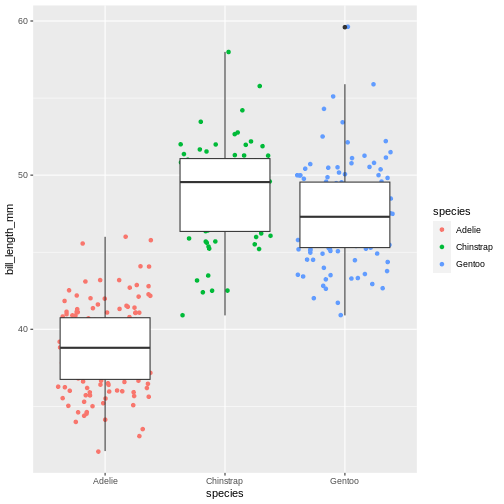 60
50
40
bill_length_mm
Adelie
Chinstrap
Gentoo
species
species
Adelie
Chinstrap
Gentoo